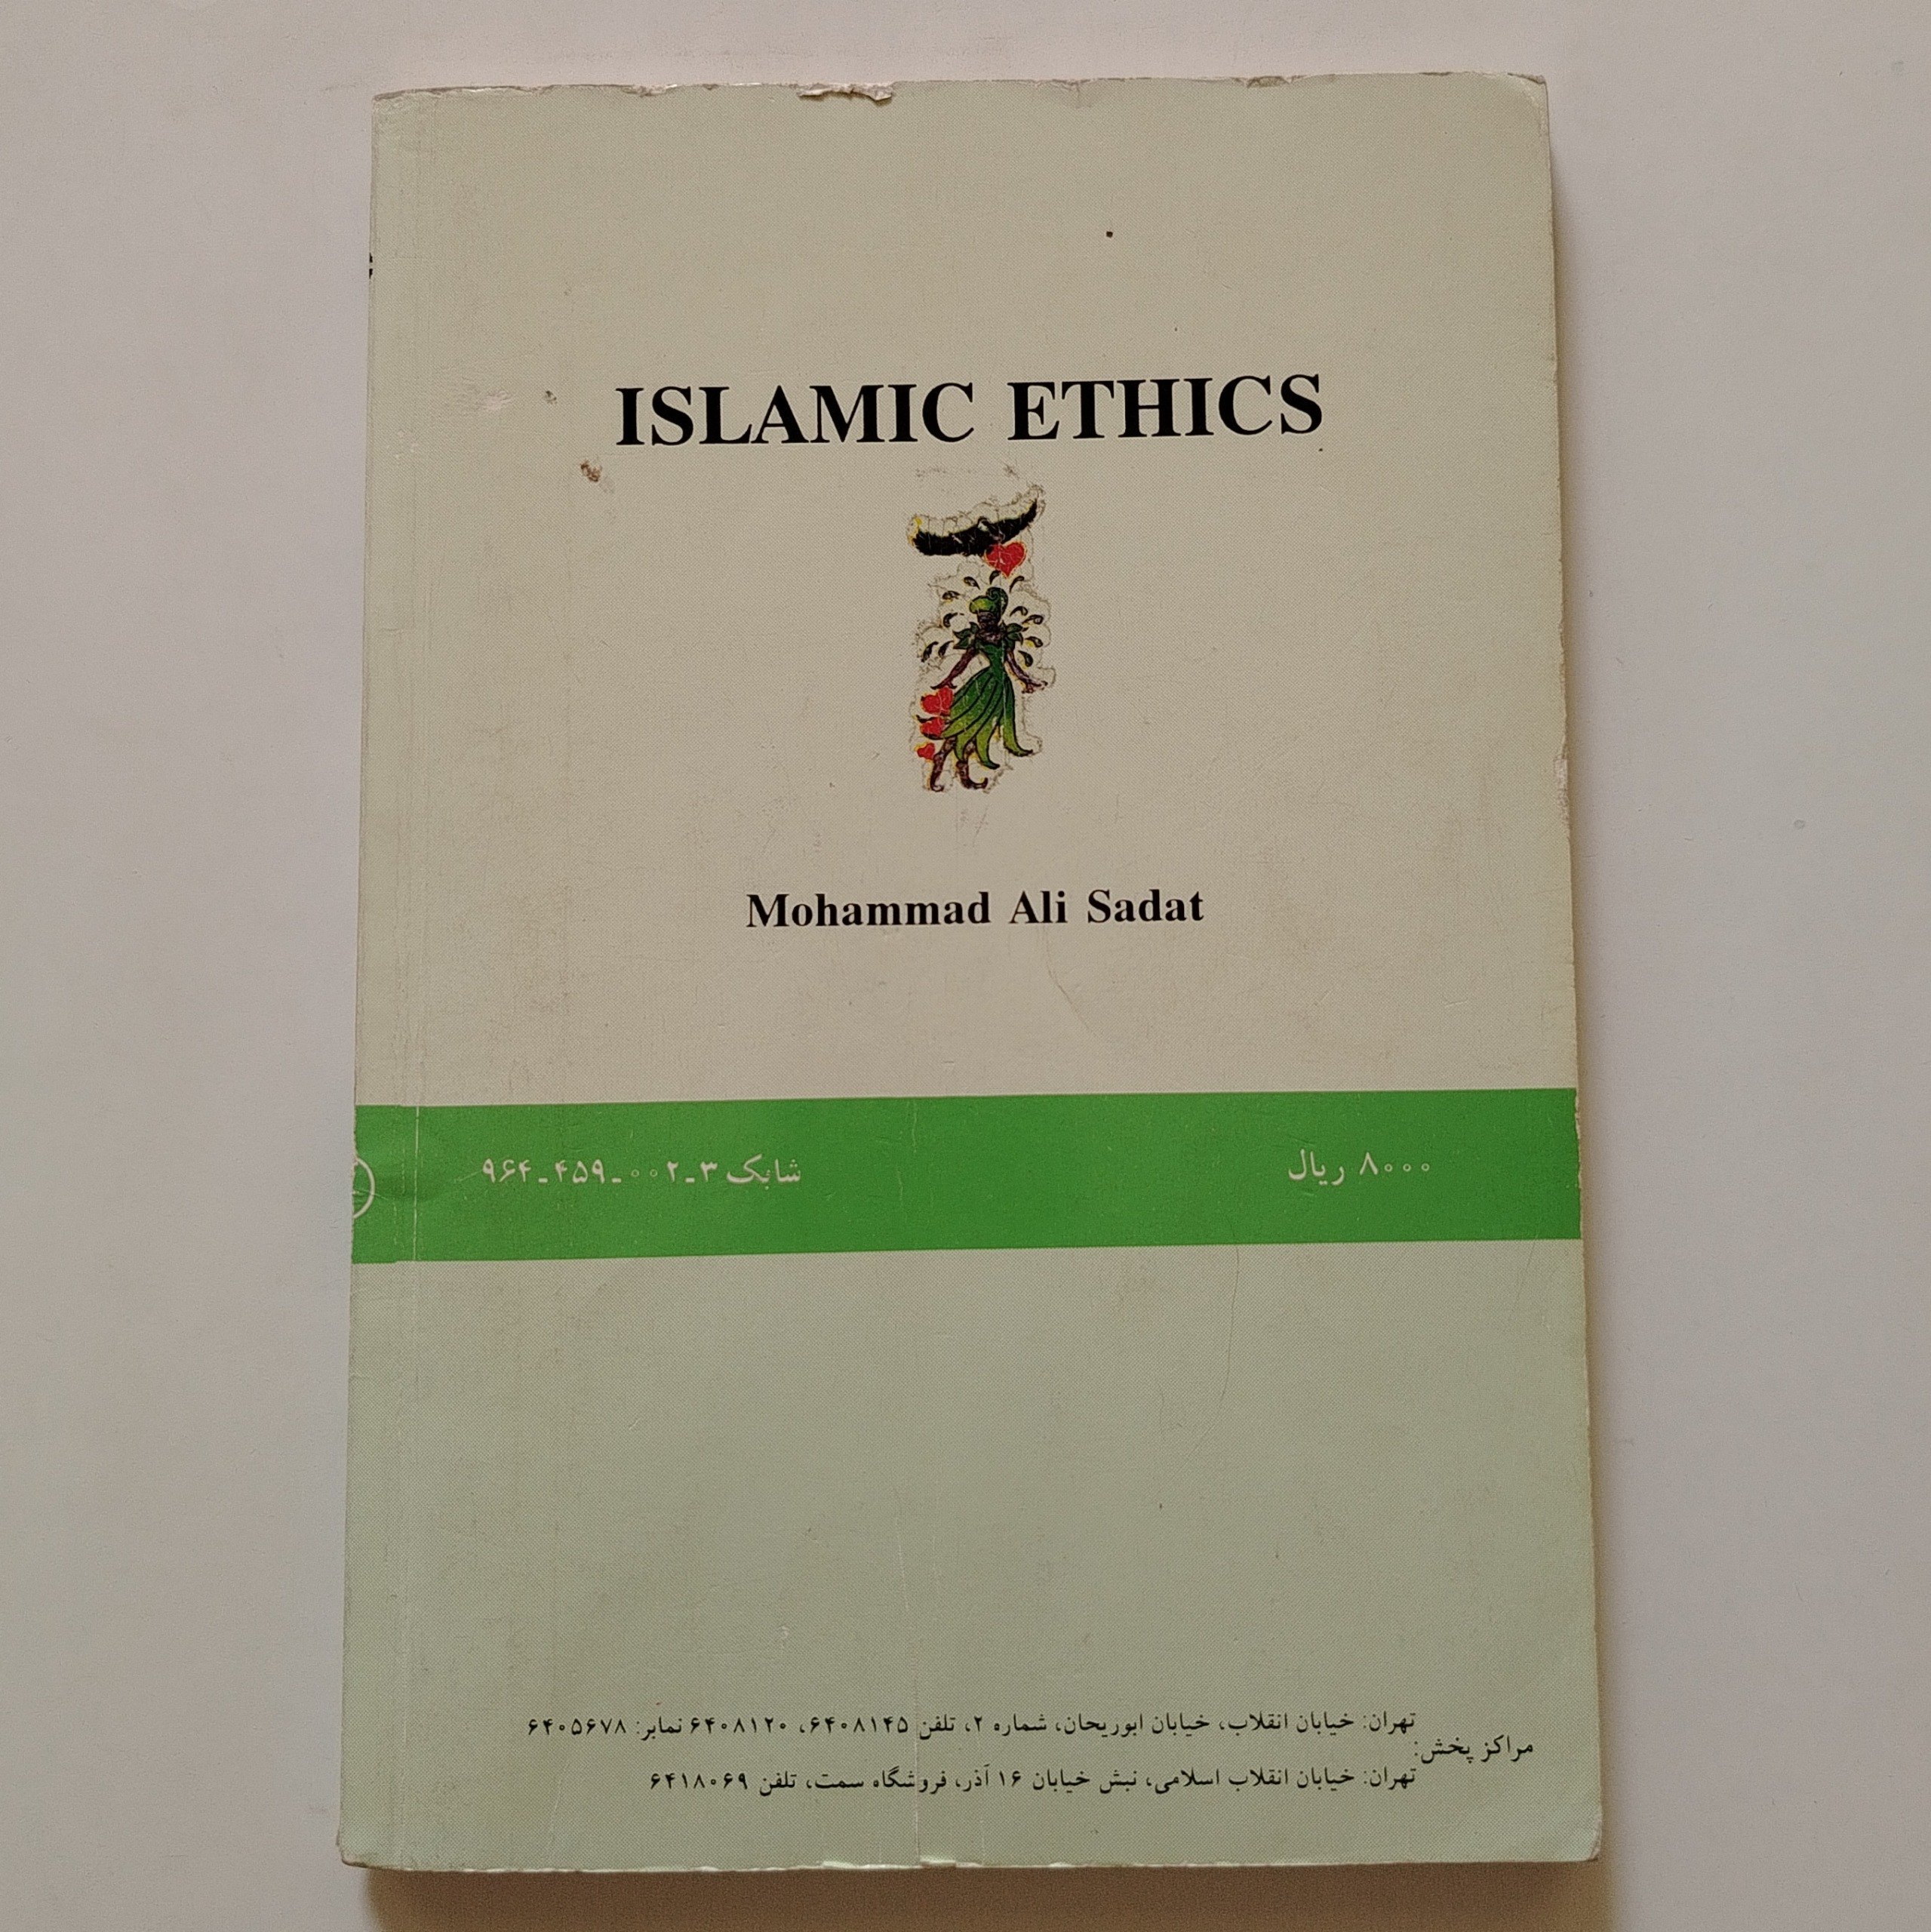 ISLAMIC ETHICS
Mohammad Ali Sadat
۸۰۰۰ ریال
شابک ۳-۰۰۲-۴۵۹-۹۶۴
مراکز پخش:
تهران: خیابان انقلاب، خیابان ابوریحان، شماره ۲، تلفن ۶۴۰۸۱۴۵، ۶۴۰۸۱۲۰ نمابر: ۶۴۰۵۶۷۸
تهران: خیابان انقلاب اسلامی، نبش خیابان ۱۶ آذر، فروشگاه سمت، تلفن ۶۴۱۸۰۶۹